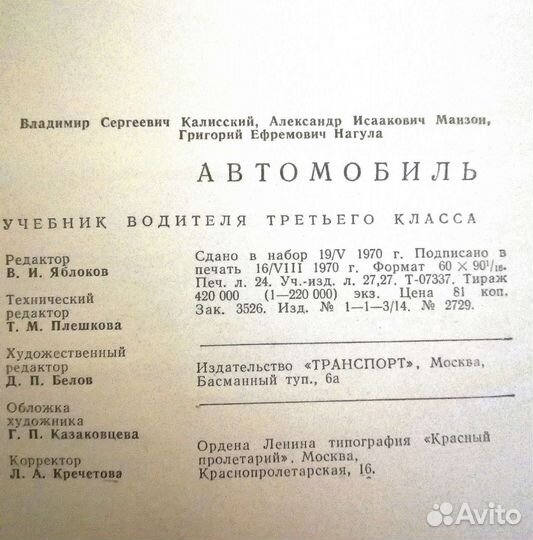 Владимир Сергеевич Калисский, Александр Исаакович Манзон,
Григорий Ефремович Нагула
АВТОМОБИЛЬ
УЧЕБНИК ВОДИТЕЛЯ ТРЕТЬЕГО КЛАССА
Редактор
В. И. Яблоков
Технический
редактор
Т. М. Плешкова
Художественный
редактор
Д. П. Белов
Обложка
художника
Г. П. Казаковцева
Корректор
Л. А. Кречетова
Сдано в набор 19/V 1970 г. Подписано в
печать 16/VIII 1970 г. Формат 60 × 90¹/₁₆.
Печ. л. 24. Уч.-изд. л. 27,27. Т-07337. Тираж
420 000 (1—220 000) экз. Цена 81 коп.
Зак. 3526. Изд. № 1—1—3/14. № 2729.
Издательство «ТРАНСПОРТ», Москва,
Басманный туп., 6а
Ордена Ленина типография «Красный
пролетарий», Москва,
Краснопролетарская, 16.
Avito